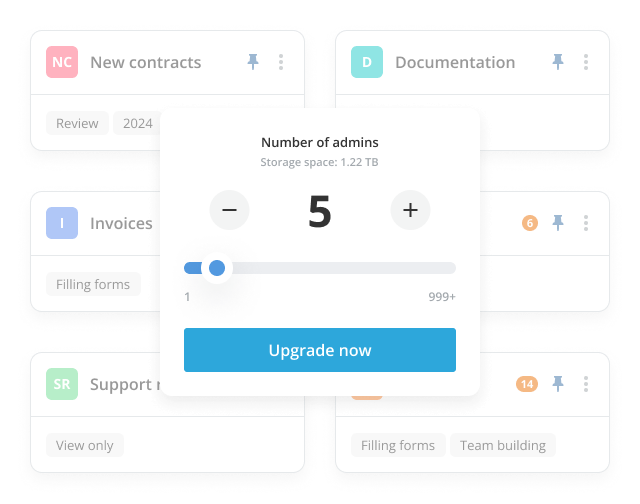 NC New contracts
D Documentation
Review 2024
Number of admins
Storage space: 1.22 TB
I Invoices
− 5 +
6
1 999+
Filling forms
Upgrade now
SR Support
14
View only
Filling forms Team building